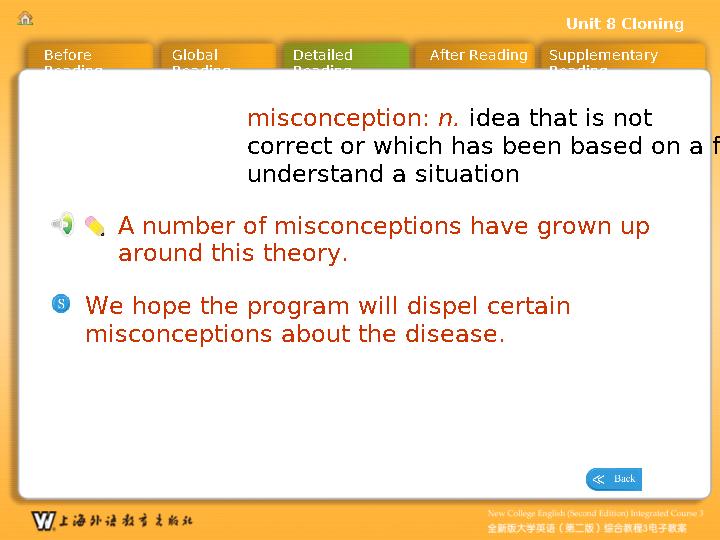 Unit 8 Cloning
Before
Reading
Global
Reading
Detailed
Reading
After Reading
Supplementary
Reading
misconception: n. idea that is not
correct or which has been based on a f
understand a situation
A number of misconceptions have grown up
around this theory.
S
We hope the program will dispel certain
misconceptions about the disease.
≪ Back
上海外语教育出版社
New College English (Second Edition) Integrated Course 3
全新版大学英语（第二版）综合教程3电子教案